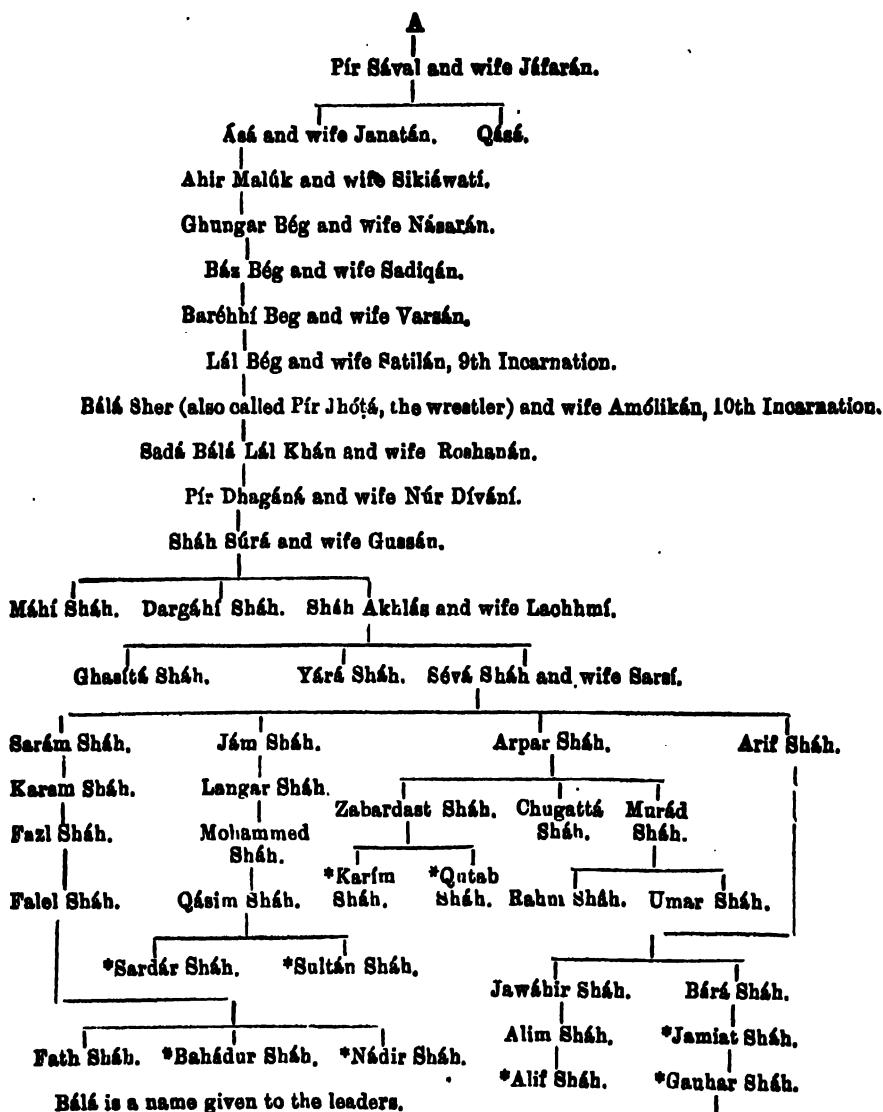 A
Pír Sával and wife Jáfarán.
Ásá and wife Janatán. Qásá.
Ahir Malúk and wife Sikiáwatí.
Ghungar Bég and wife Násarán.
Báz Bég and wife Sadiqán.
Baréhhí Beg and wife Varsán.
Lál Bég and wife Satilán, 9th Incarnation.
Bálá Sher (also called Pír Jhótá, the wrestler) and wife Amólikán, 10th Incarnation.
Sadá Bálá Lál Khán and wife Roshanán.
Pír Dhagáná and wife Núr Dívání.
Sháh Súrá and wife Gussán.
Máhí Sháh. Dargáhí Sháh. Sháh Akhlás and wife Lachhmí.
Ghasítá Sháh. Yárá Sháh. Sévá Sháh and wife Sarsí.
Sarám Sháh. Jám Sháh. Arpar Sháh. Arif Sháh.
Karam Sháh. Langar Sháh. Zabardast Sháh. Chugattá Sháh. Murád Sháh.
Fazl Sháh. Mohammed Sháh.
*Karím Sháh. *Qutab Sháh.
Falel Sháh. Qásim Sháh. Rahm Sháh. Umar Sháh.
*Sardár Sháh. *Sultán Sháh.
Jawáhir Sháh. Bárá Sháh.
Alim Sháh. *Jamiat Sháh.
Fath Sháh. *Bahádur Sháh. *Nádir Sháh.
*Alif Sháh. *Gauhar Sháh.
Bálá is a name given to the leaders.